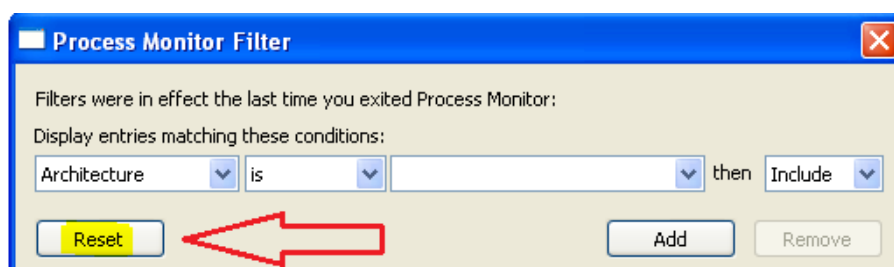 Process Monitor Filter
Filters were in effect the last time you exited Process Monitor:
Display entries matching these conditions:
Architecture is then Include
Reset Add Remove